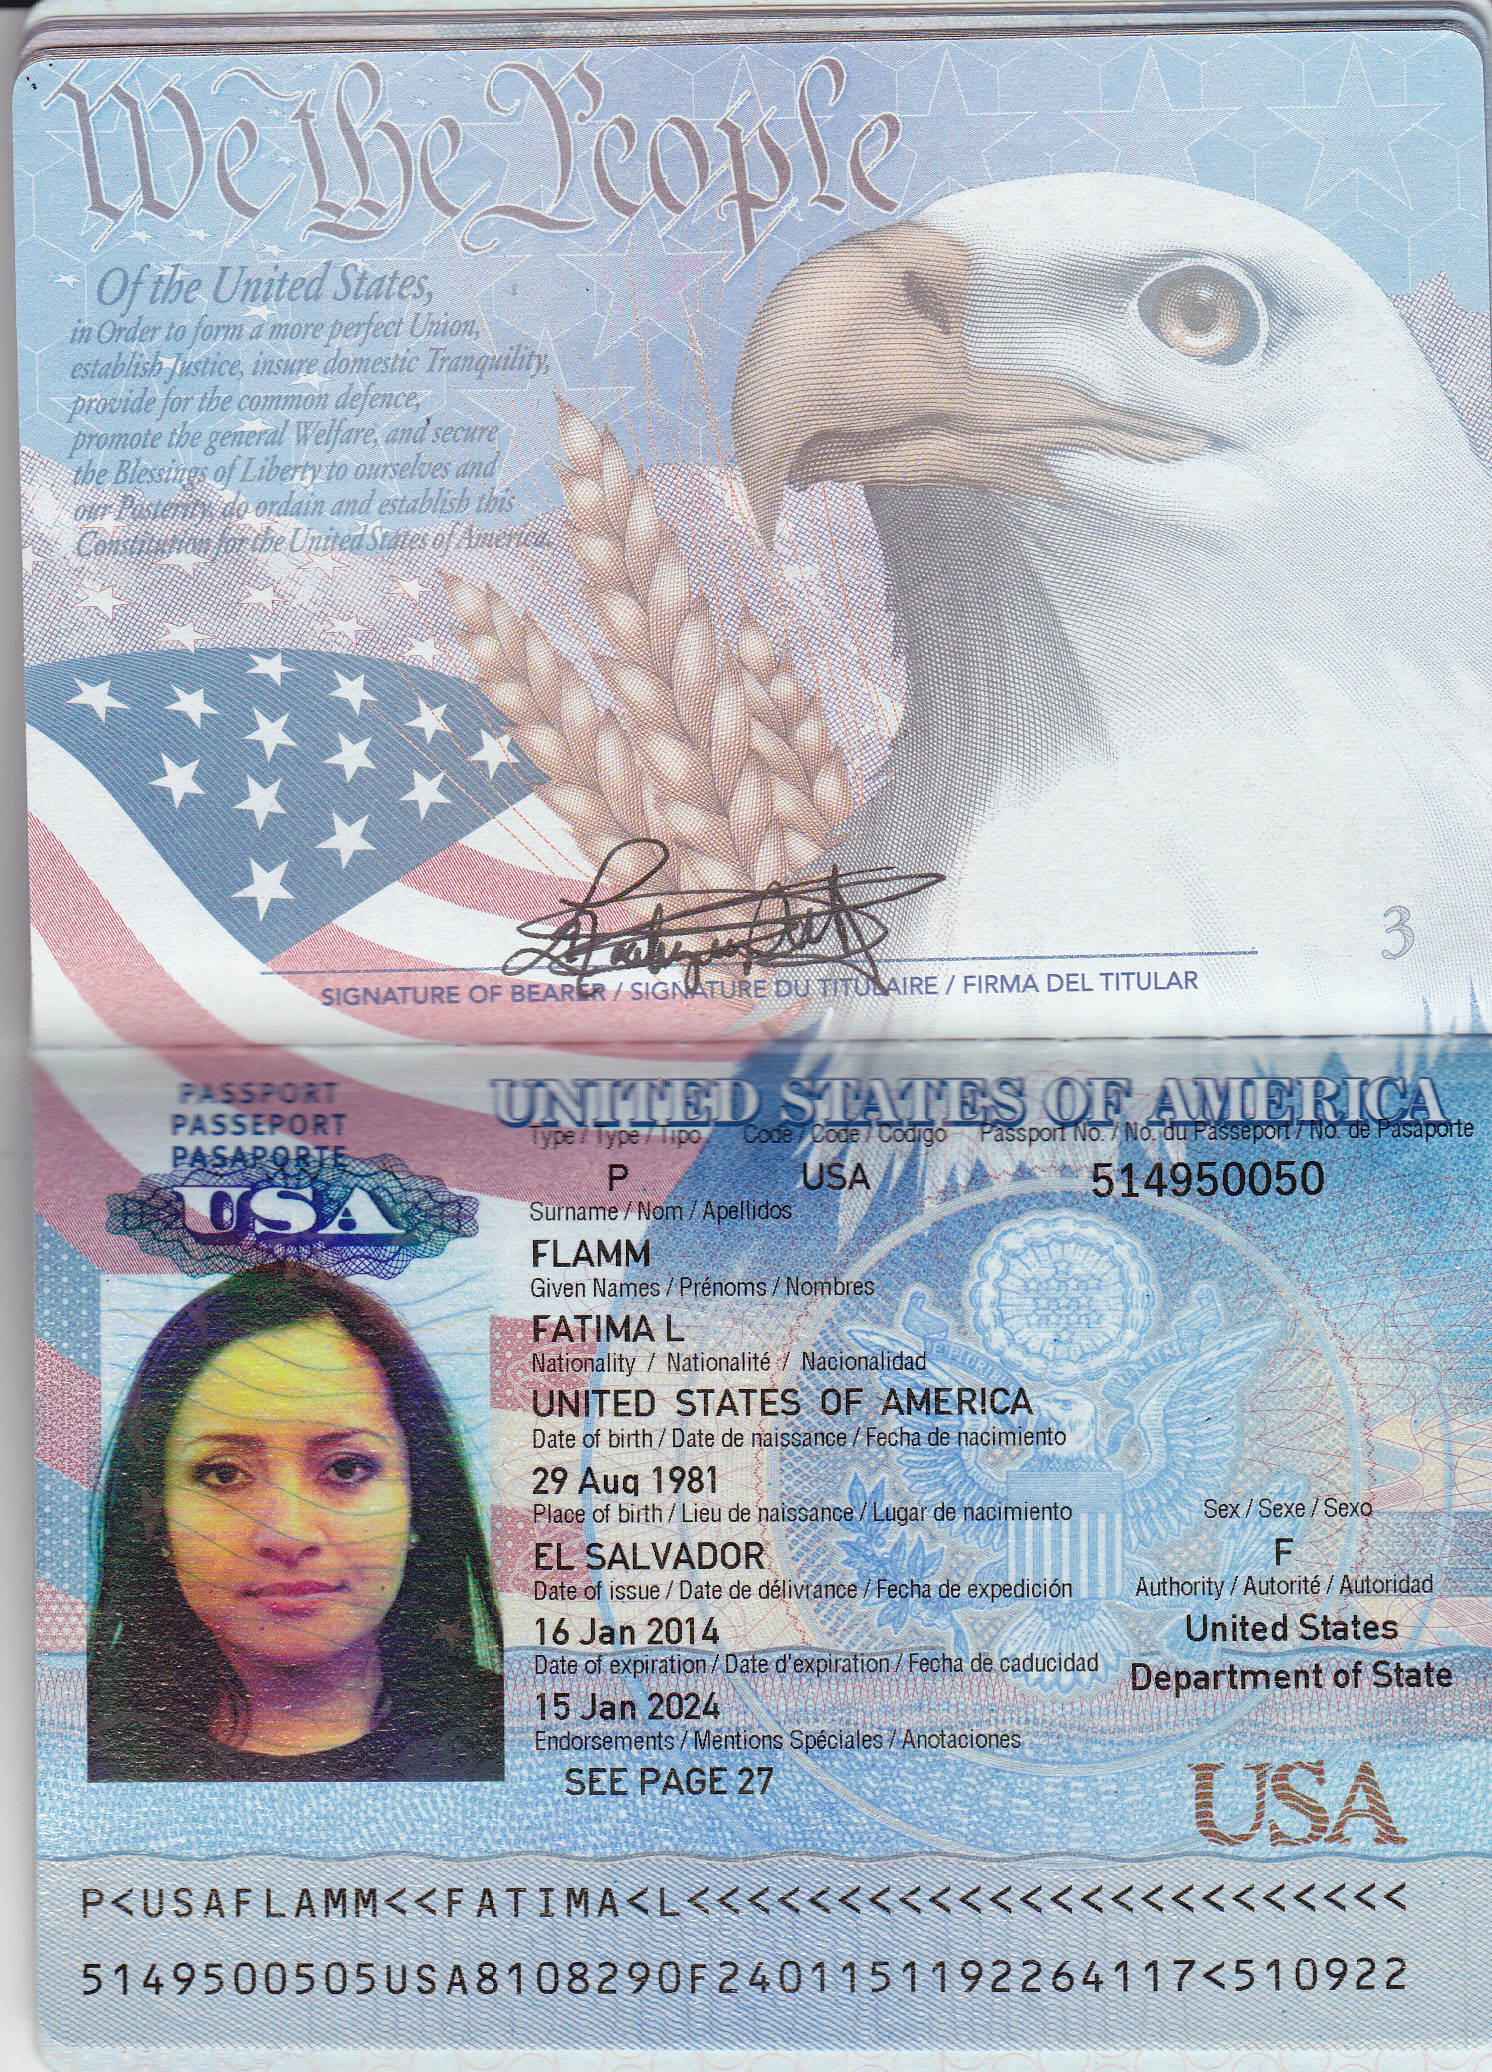 We the People
Of the United States,
in Order to form a more perfect Union,
establish Justice, insure domestic Tranquility,
provide for the common defence,
promote the general Welfare, and secure
the Blessings of Liberty to ourselves and
our Posterity, do ordain and establish this
Constitution for the United States of America.
3
SIGNATURE OF BEARER / SIGNATURE DU TITULAIRE / FIRMA DEL TITULAR
PASSPORT
PASSEPORT
PASAPORTE
USA
UNITED STATES OF AMERICA
Type / Type / Tipo Code / Code / Codigo Passport No. / No. du Passeport / No. de Pasaporte
P USA 514950050
Surname / Nom / Apellidos
FLAMM
Given Names / Prénoms / Nombres
FATIMA L
Nationality / Nationalité / Nacionalidad
UNITED STATES OF AMERICA
Date of birth / Date de naissance / Fecha de nacimiento
29 Aug 1981
Place of birth / Lieu de naissance / Lugar de nacimiento Sex / Sexe / Sexo
EL SALVADOR F
Date of issue / Date de délivrance / Fecha de expedición Authority / Autorité / Autoridad
16 Jan 2014 United States
Date of expiration / Date d'expiration / Fecha de caducidad Department of State
15 Jan 2024
Endorsements / Mentions Spéciales / Anotaciones
SEE PAGE 27
USA
P<USAFLAMM<<FATIMA<L<<<<<<<<<<<<<<<<<<<<<<<<
5149500505USA8108290F2401151192264117<510922